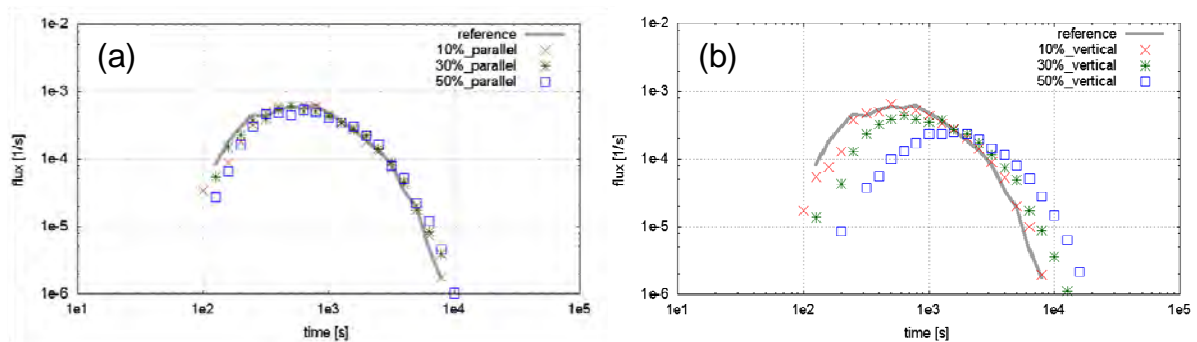 (a)
reference
10%_parallel
30%_parallel
50%_parallel
1e-2
1e-3
1e-4
1e-5
1e-6
flux [1/s]
1e1 1e2 1e3 1e4 1e5
time [s]
(b)
reference
10%_vertical
30%_vertical
50%_vertical
1e-2
1e-3
1e-4
1e-5
1e-6
flux [1/s]
1e1 1e2 1e3 1e4 1e5
time [s]